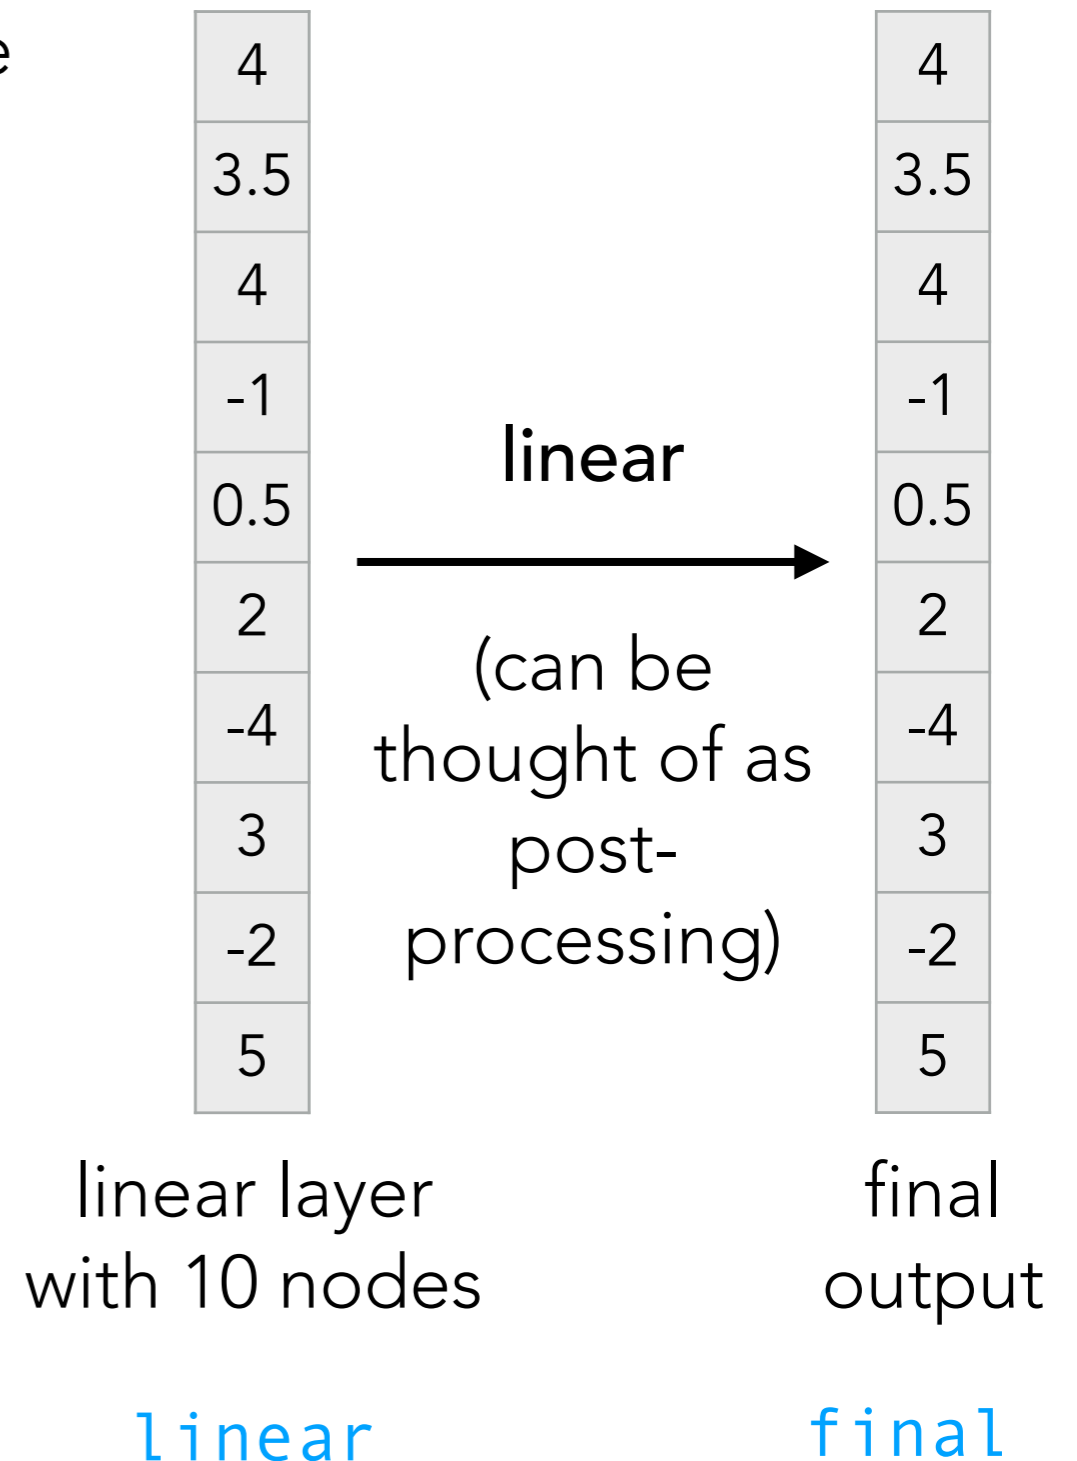 e
4
3.5
4
-1
0.5
2
-4
3
-2
5
linear
(can be
thought of as
post-
processing)
4
3.5
4
-1
0.5
2
-4
3
-2
5
linear layer
with 10 nodes
final
output
linear
final